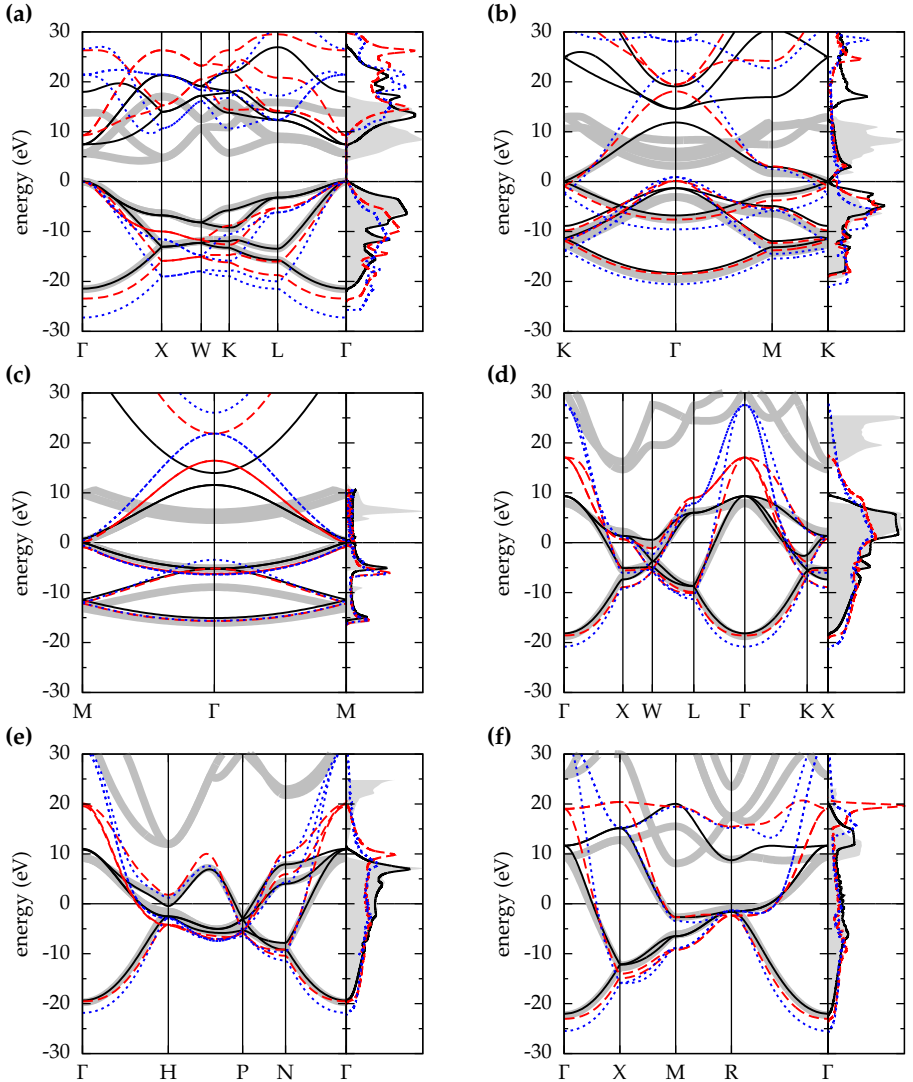 (a)
30
20
10
0
-10
-20
-30
energy (eV)
Γ X W K L Γ
(b)
30
20
10
0
-10
-20
-30
energy (eV)
K Γ M K
(c)
30
20
10
0
-10
-20
-30
energy (eV)
M Γ M
(d)
30
20
10
0
-10
-20
-30
energy (eV)
Γ X W L Γ K X
(e)
30
20
10
0
-10
-20
-30
energy (eV)
Γ H P N Γ
(f)
30
20
10
0
-10
-20
-30
energy (eV)
Γ X M R Γ